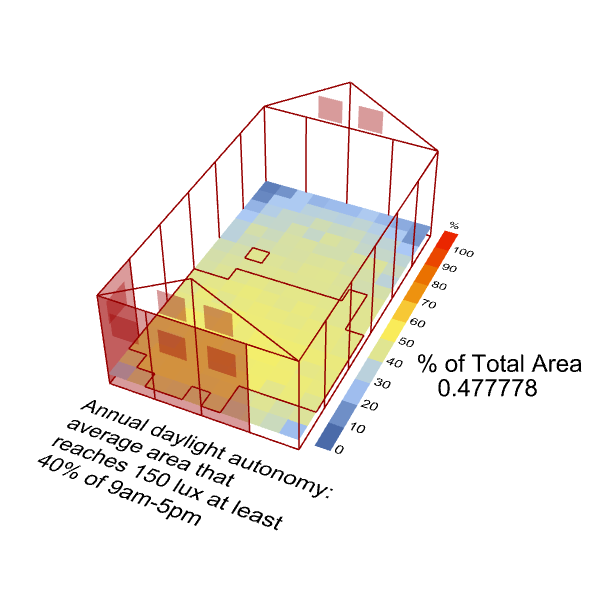 %
100
90
80
70
60
50
40
30
20
10
0
% of Total Area
0.477778
Annual daylight autonomy:
average area that
reaches 150 lux at least
40% of 9am-5pm